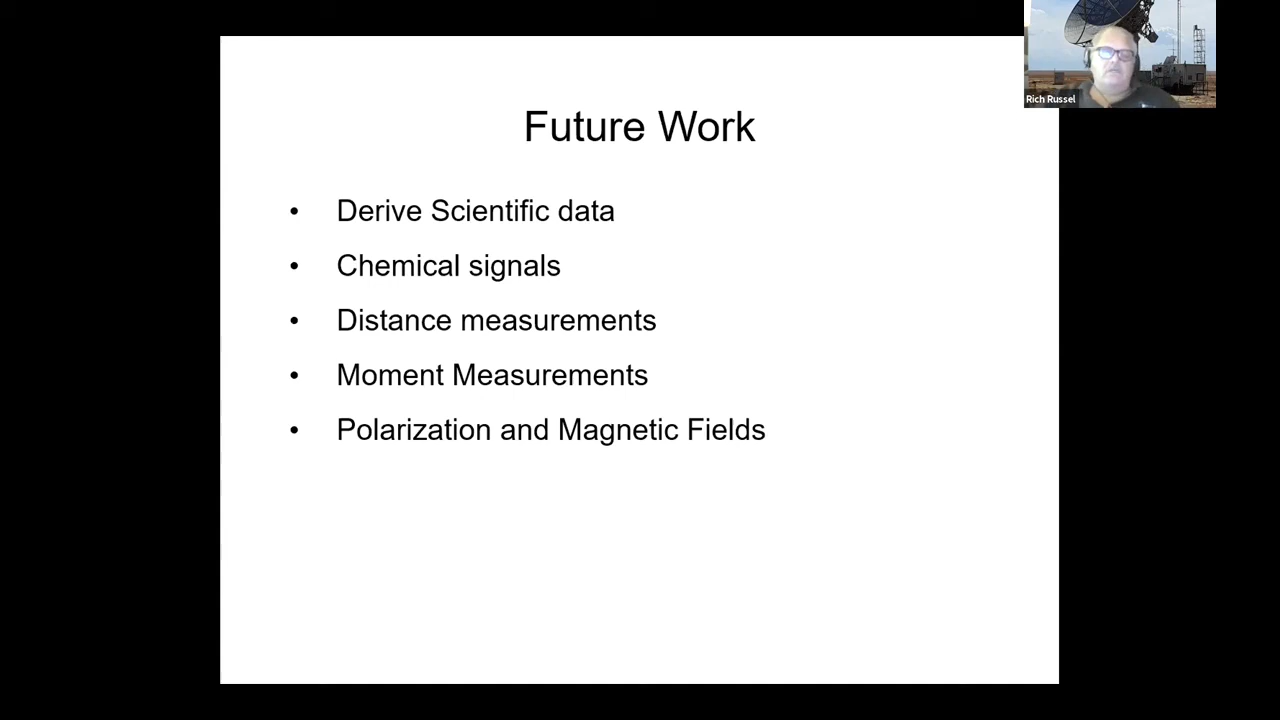 Rich Russel
Future Work
• Derive Scientific data
• Chemical signals
• Distance measurements
• Moment Measurements
• Polarization and Magnetic Fields